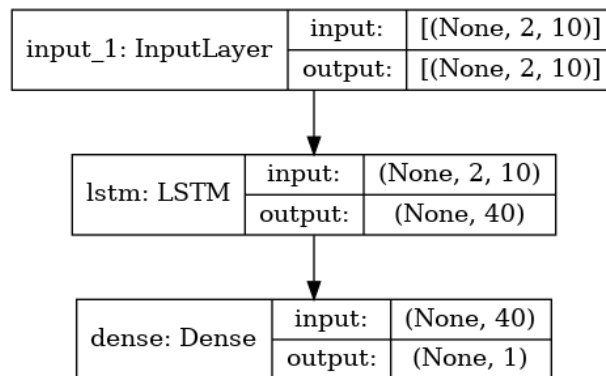 input_1: InputLayer
input: [(None, 2, 10)]
output: [(None, 2, 10)]
lstm: LSTM
input: (None, 2, 10)
output: (None, 40)
dense: Dense
input: (None, 40)
output: (None, 1)